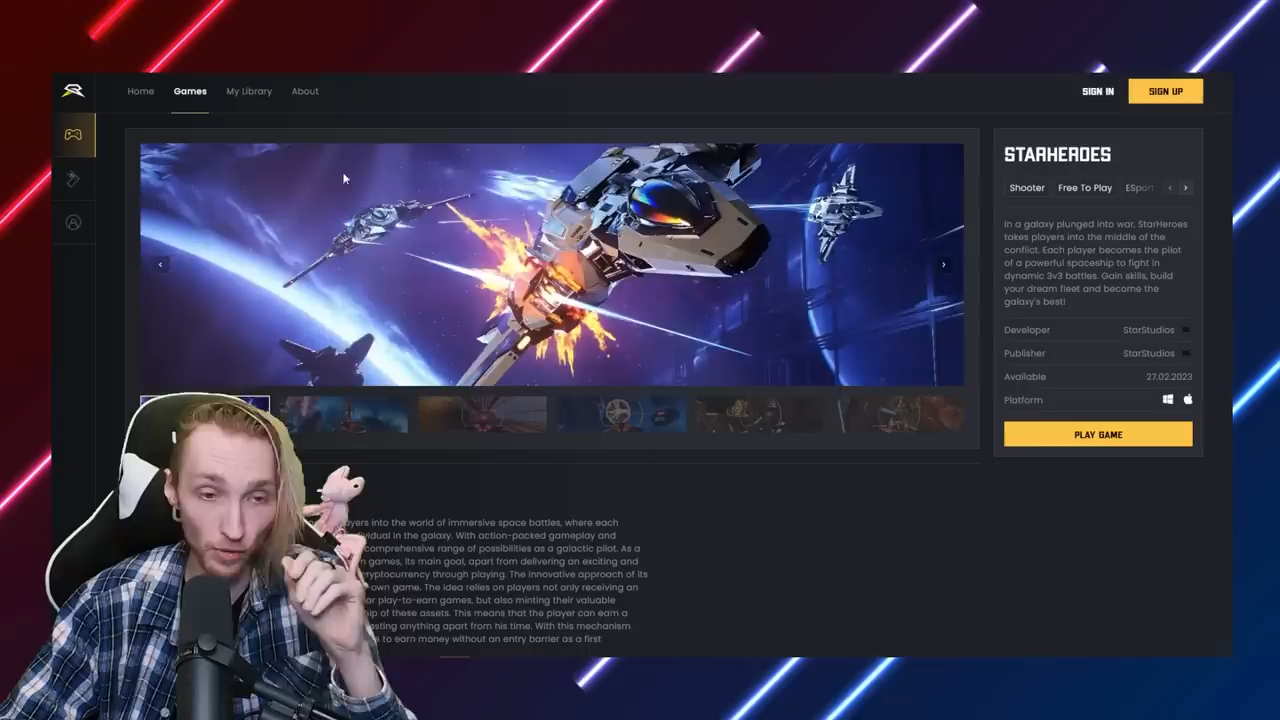 Home
Games
My Library
About
SIGN IN
SIGN UP
STARHEROES
Shooter
Free To Play
ESport
In a galaxy plunged into war, StarHeroes
takes players into the middle of the
conflict. Each player becomes the pilot
of a powerful spaceship to fight in
dynamic 3v3 battles. Gain skills, build
your dream fleet and become the
galaxy's best!
Developer StarStudios
Publisher StarStudios
Available 27.02.2023
Platform
PLAY GAME
into the world of immersive space battles, where each
in the galaxy. With action-packed gameplay and
comprehensive range of possibilities as a galactic pilot. As a
games, its main goal, apart from delivering an exciting and
through playing. The innovative approach of its
own game. The idea relies on players not only receiving an
play-to-earn games, but also minting their valuable
of these assets. This means that the player can earn a
anything apart from his time. With this mechanism
to earn money without an entry barrier as a first